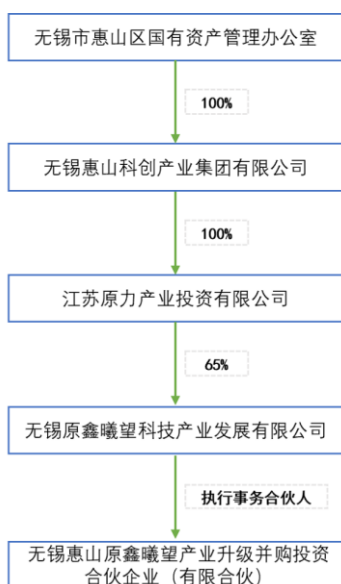 无锡市惠山区国有资产管理办公室
100%
无锡惠山科创产业集团有限公司
100%
江苏原力产业投资有限公司
65%
无锡原鑫曦望科技产业发展有限公司
执行事务合伙人
无锡惠山原鑫曦望产业升级并购投资
合伙企业（有限合伙）